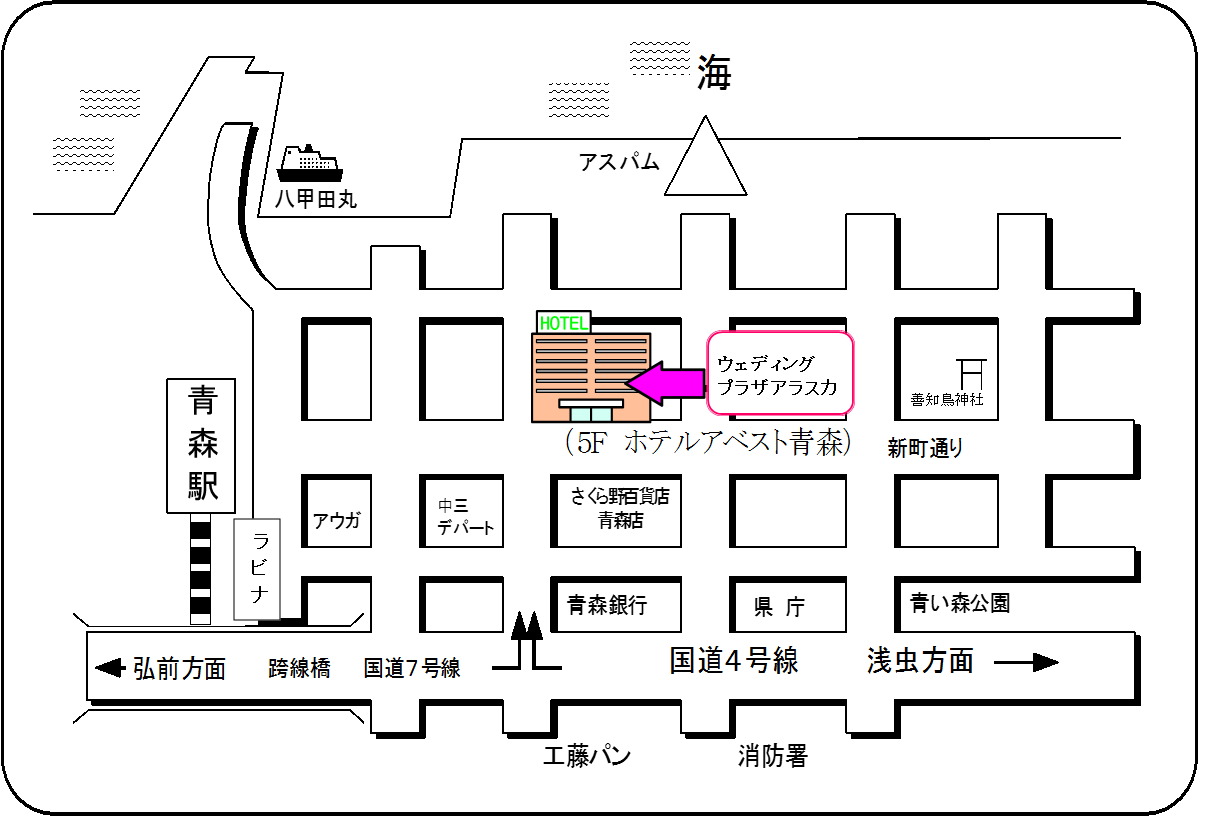 海
アスパム
八甲田丸
HOTEL
ウェディング
プラザアラスカ
善知鳥神社
(5F ホテルアベスト青森)
新町通り
青森駅
アウガ
中三
デパート
さくら野百貨店
青森店
ラビナ
青森銀行
県庁
青い森公園
弘前方面
跨線橋
国道7号線
国道4号線
浅虫方面
工藤パン
消防署